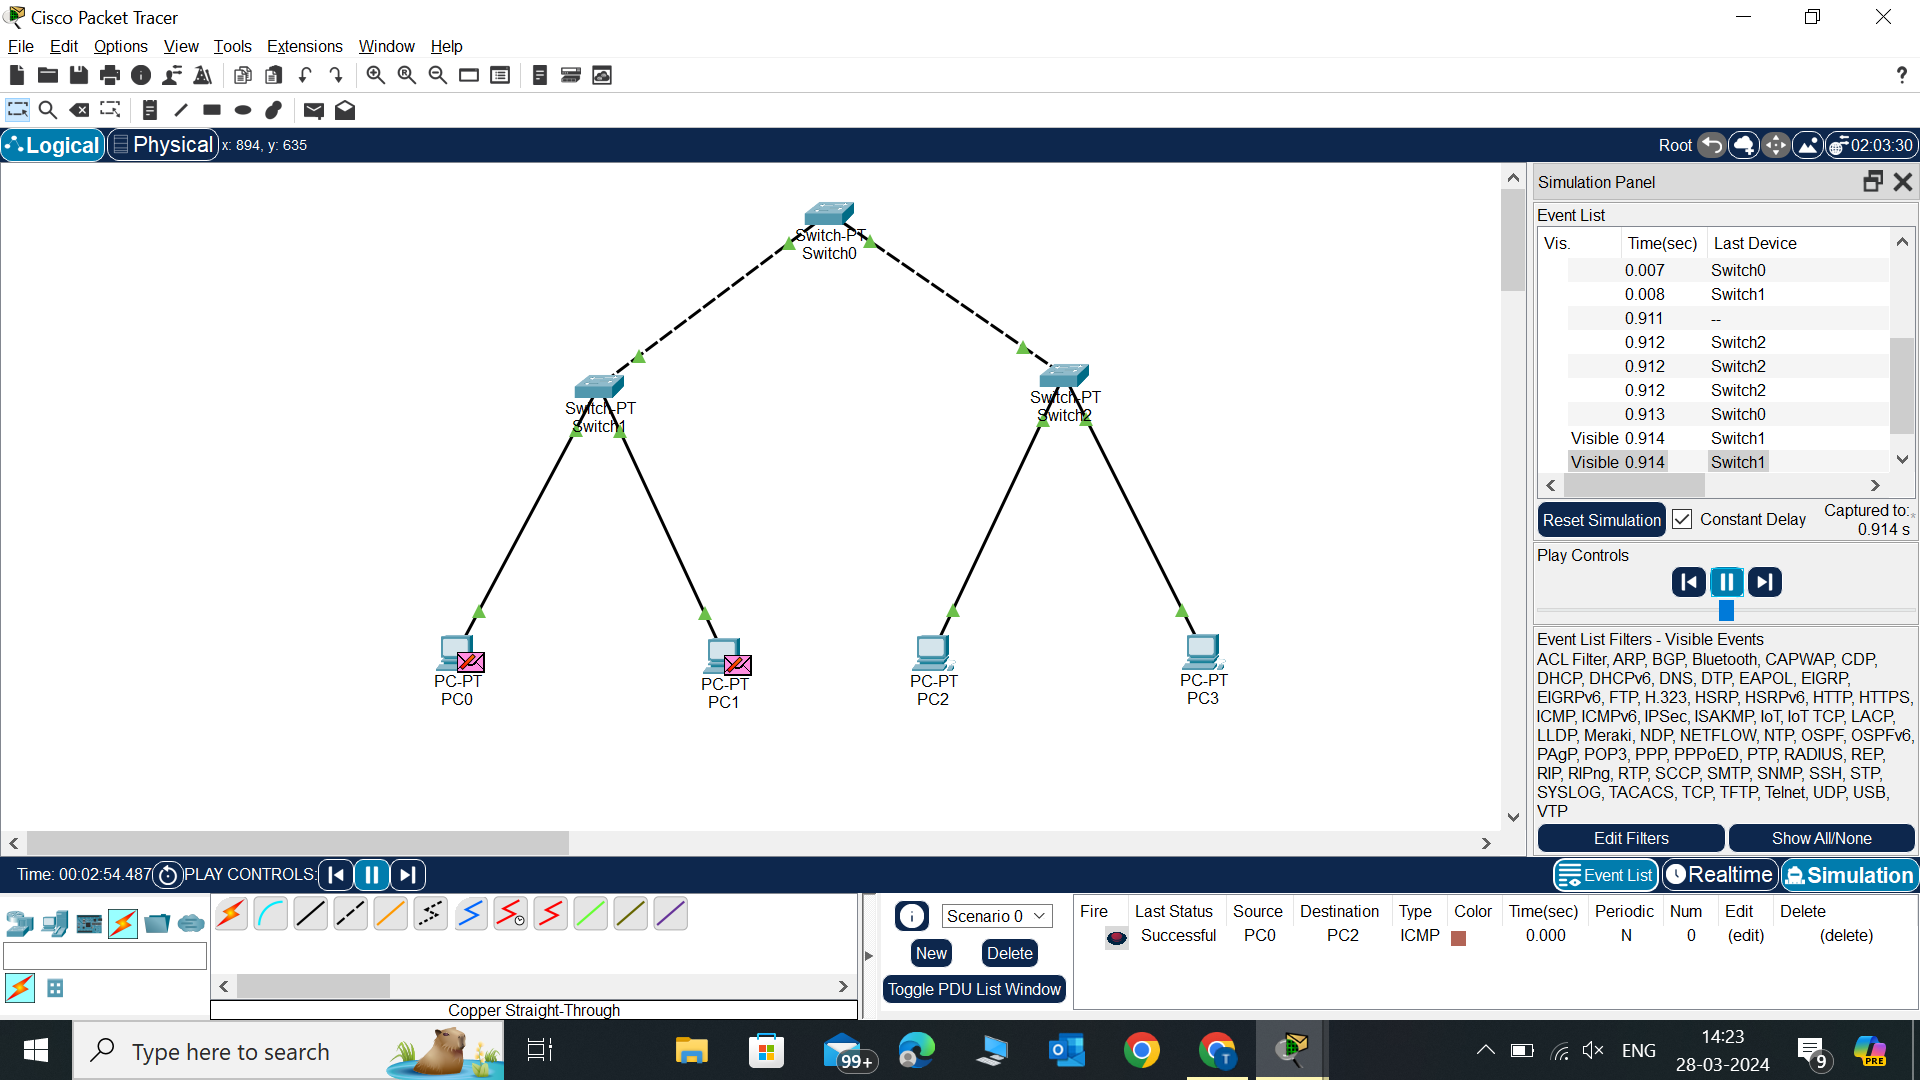 Cisco Packet Tracer
File Edit Options View Tools Extensions Window Help
?
Logical Physical x: 894, y: 635 Root 02:03:30
Switch-PT
Switch0
Switch-PT
Switch1
Switch-PT
Switch2
PC-PT
PC0
PC-PT
PC1
PC-PT
PC2
PC-PT
PC3
Simulation Panel
Event List
Vis. Time(sec) Last Device
0.007 Switch0
0.008 Switch1
0.911 --
0.912 Switch2
0.912 Switch2
0.912 Switch2
0.913 Switch0
Visible 0.914 Switch1
Visible 0.914 Switch1
Reset Simulation Constant Delay Captured to:*
0.914 s
Play Controls
Event List Filters - Visible Events
ACL Filter, ARP, BGP, Bluetooth, CAPWAP, CDP,
DHCP, DHCPv6, DNS, DTP, EAPOL, EIGRP,
EIGRPv6, FTP, H.323, HSRP, HSRPv6, HTTP, HTTPS,
ICMP, ICMPv6, IPSec, ISAKMP, IoT, IoT TCP, LACP,
LLDP, Meraki, NDP, NETFLOW, NTP, OSPF, OSPFv6,
PAgP, POP3, PPP, PPPoED, PTP, RADIUS, REP,
RIP, RIPng, RTP, SCCP, SMTP, SNMP, SSH, STP,
SYSLOG, TACACS, TCP, TFTP, Telnet, UDP, USB,
VTP
Edit Filters Show All/None
Time: 00:02:54.487 PLAY CONTROLS: Event List Realtime Simulation
Copper Straight-Through
Scenario 0
New Delete
Toggle PDU List Window
Fire Last Status Source Destination Type Color Time(sec) Periodic Num Edit Delete
Successful PC0 PC2 ICMP 0.000 N 0 (edit) (delete)
Type here to search
99+
T
ENG
14:23
28-03-2024
9
PRE